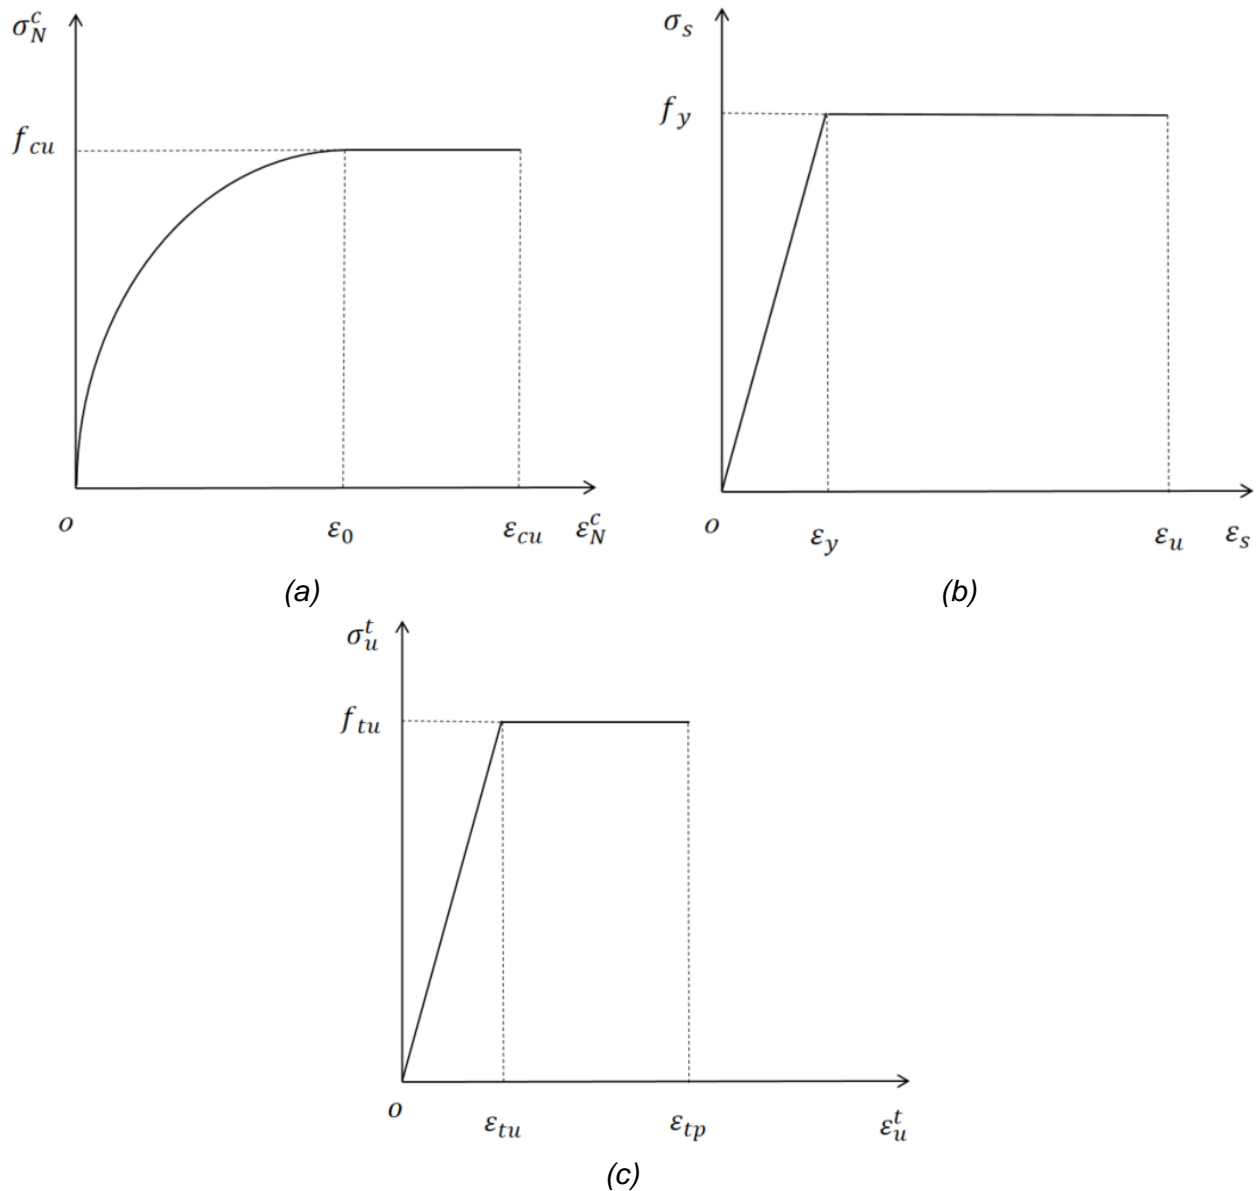 σ_N^c
f_cu
o ε_0 ε_cu ε_N^c
(a)
σ_s
f_y
o ε_y ε_u ε_s
(b)
σ_u^t
f_tu
o ε_tu ε_tp ε_u^t
(c)